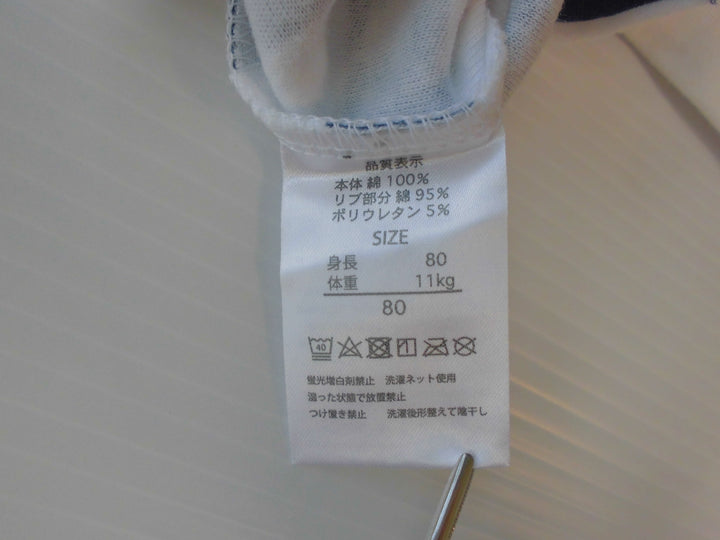 品質表示
本体 綿 100%
リブ部分 綿 95%
ポリウレタン 5%
SIZE
身長 80
体重 11kg
80
40
蛍光増白剤禁止 洗濯ネット使用
湿った状態で放置禁止
つけ置き禁止 洗濯後形整えて陰干し